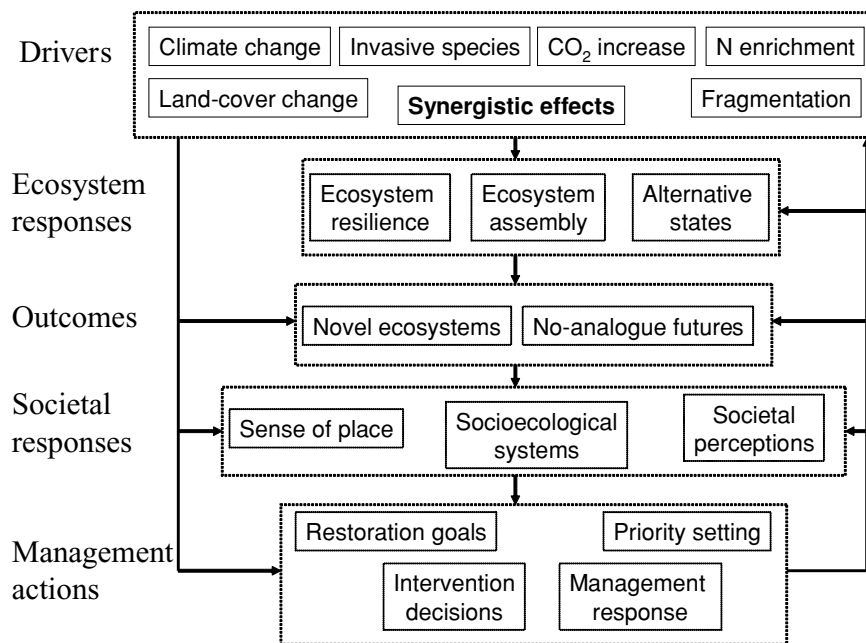 Drivers
Climate change
Invasive species
CO₂ increase
N enrichment
Land-cover change
Synergistic effects
Fragmentation
Ecosystem
responses
Ecosystem
resilience
Ecosystem
assembly
Alternative
states
Outcomes
Novel ecosystems
No-analogue futures
Societal
responses
Sense of place
Socioecological
systems
Societal
perceptions
Management
actions
Restoration goals
Priority setting
Intervention
decisions
Management
response